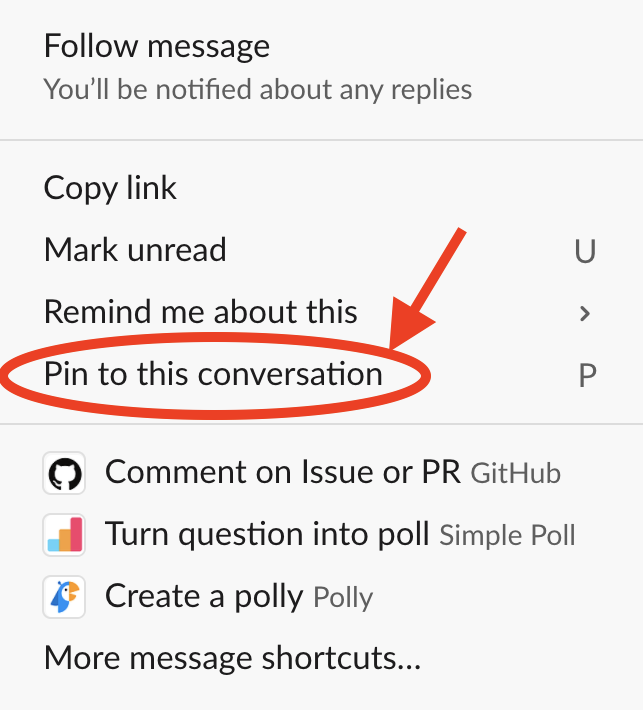 Follow message
You’ll be notified about any replies
Copy link
Mark unread U
Remind me about this
Pin to this conversation P
Comment on Issue or PR GitHub
Turn question into poll Simple Poll
Create a polly Polly
More message shortcuts...